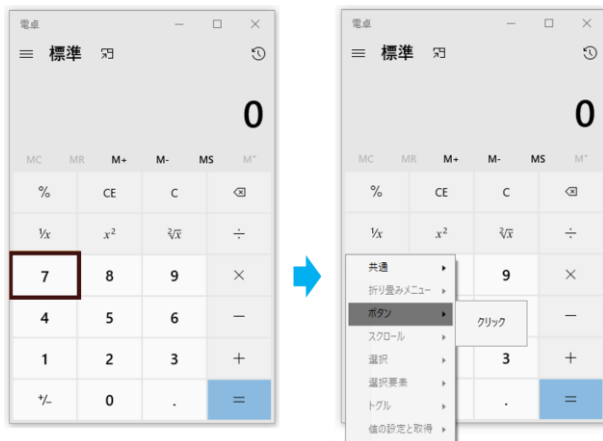 電卓
標準
0
MC MR M+ M- MS M˅
% CE C
¹/x x² ²√x ÷
7 8 9 ×
4 5 6 −
1 2 3 +
+/− 0 . =
電卓
標準
0
MC MR M+ M- MS M˅
% CE C
¹/x x² ²√x ÷
共通
折り畳みメニュー
ボタン
スクロール
選択
選択要素
トグル
値の設定と取得
クリック
9 ×
−
3 +
. =